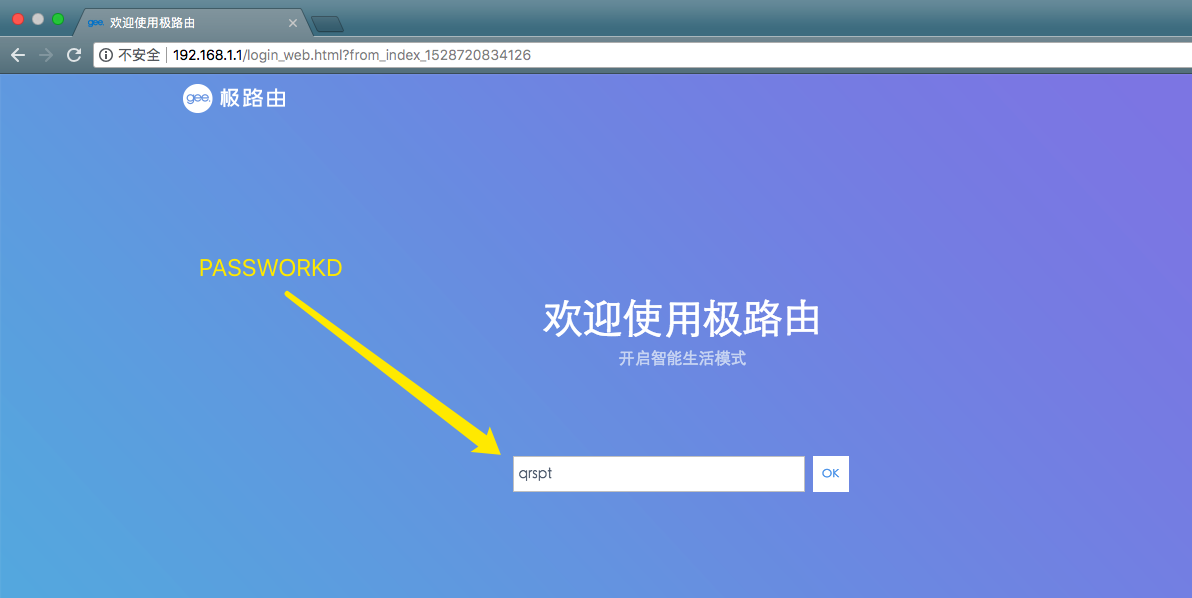 gee. 欢迎使用极路由
不安全 192.168.1.1/login_web.html?from_index_1528720834126
gee. 极路由
PASSWORKD
欢迎使用极路由
开启智能生活模式
qrspt OK